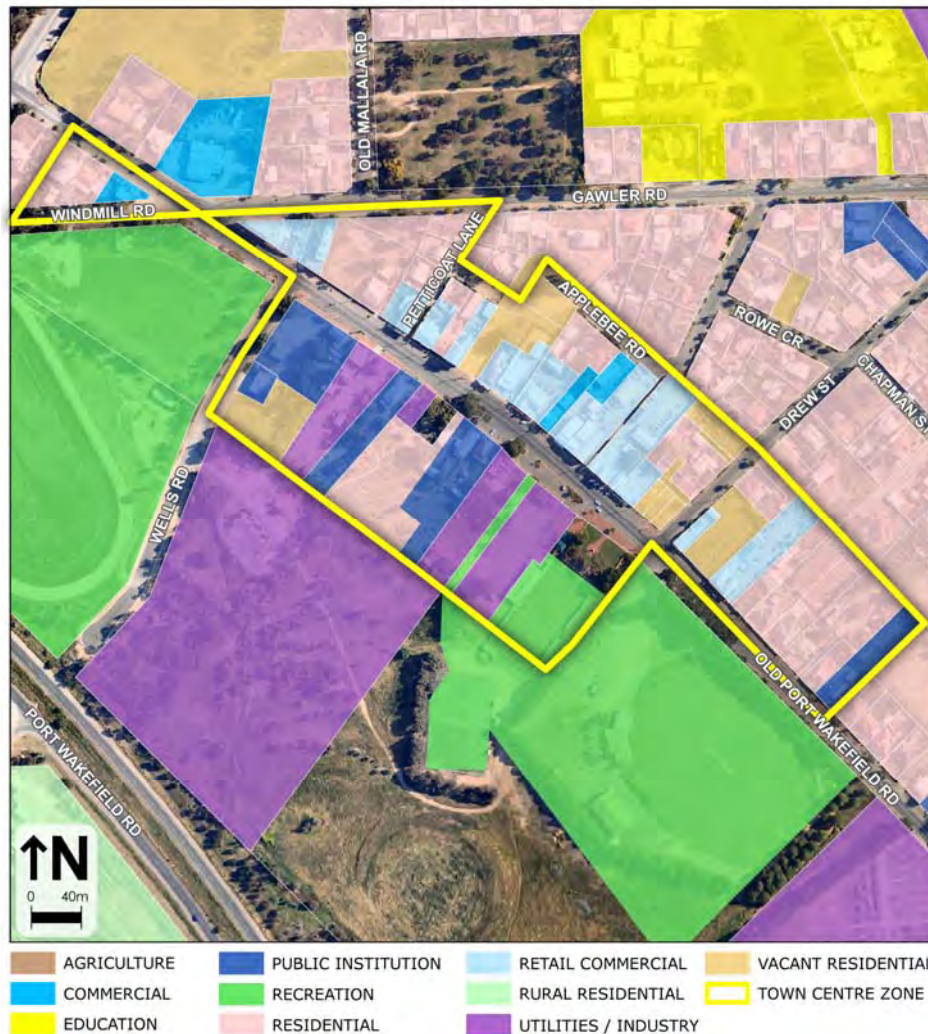 OLD MALLALA RD
GAWLER RD
WINDMILL RD
PETTICOAT LANE
APPLEBEE RD
ROWE CR
CHAPMAN ST
DREW ST
WELLS RD
OLD PORT WAKEFIELD RD
PORT WAKEFIELD RD
N
0 40m
AGRICULTURE PUBLIC INSTITUTION RETAIL COMMERCIAL VACANT RESIDENTIAL
COMMERCIAL RECREATION RURAL RESIDENTIAL TOWN CENTRE ZONE
EDUCATION RESIDENTIAL UTILITIES / INDUSTRY